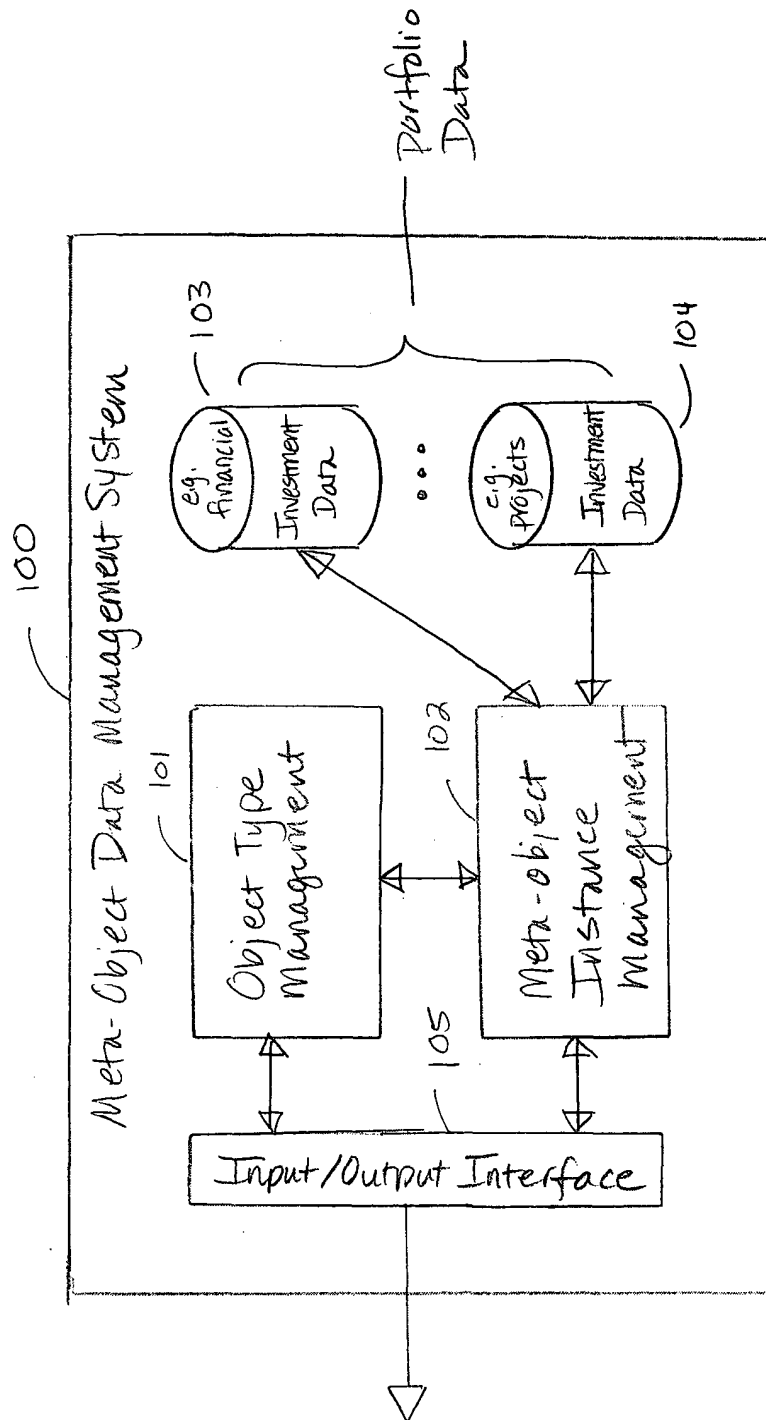 100
Meta-Object Data Management System
101
Object Type
Management
102
Meta-object
Instance
Management
105
Input/Output Interface
103
e.g.
financial
Investment
Data
e.g.
projects
Investment
Data
104
portfolio
Data